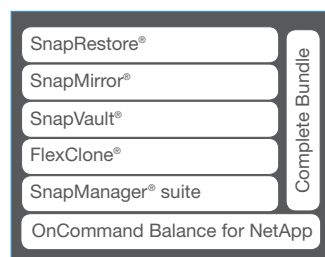 SnapRestore®
SnapMirror®
SnapVault®
FlexClone®
SnapManager® suite
Complete Bundle
OnCommand Balance for NetApp